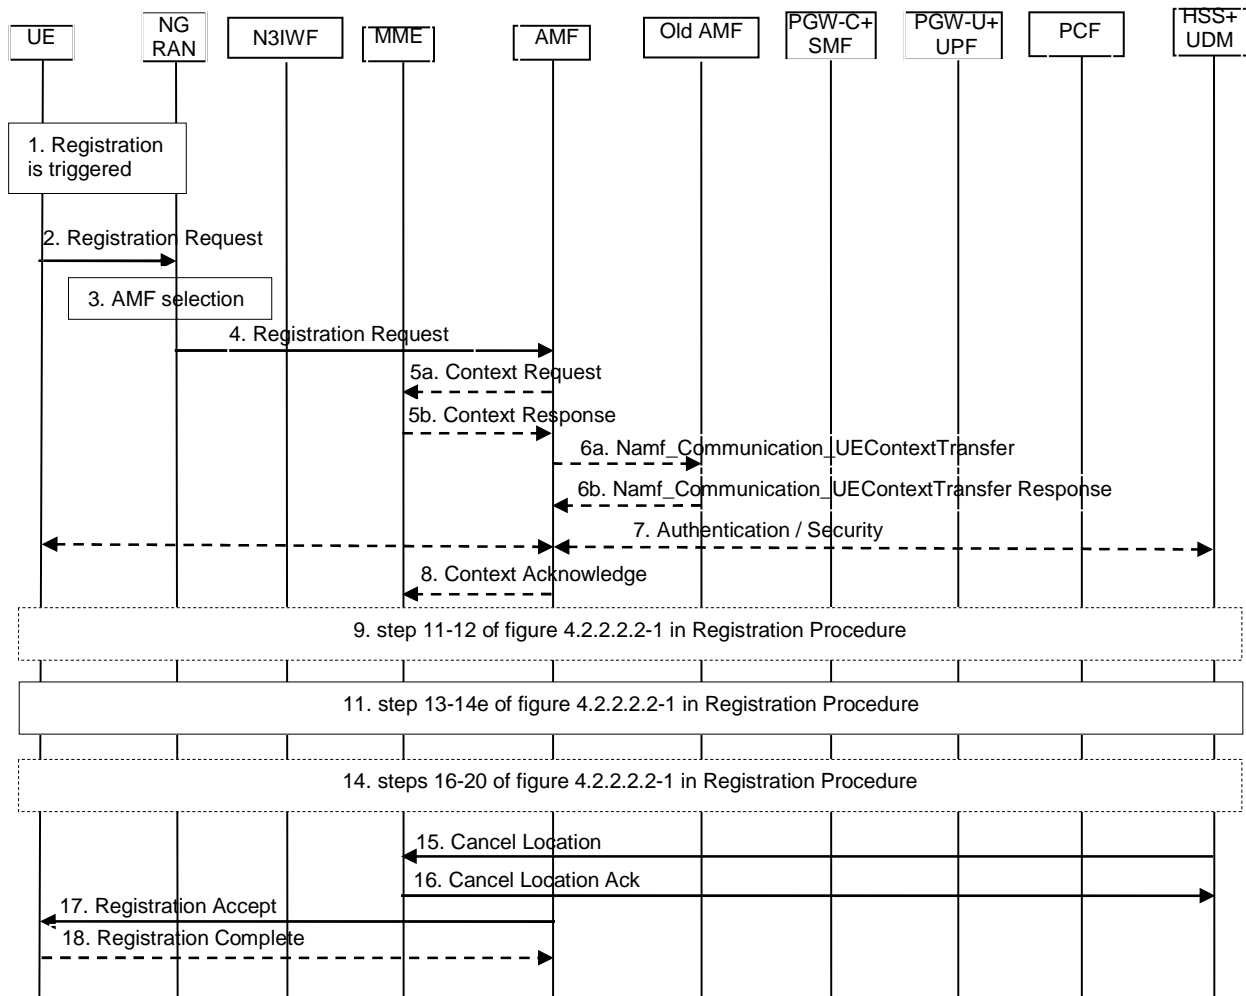 UE
NG
RAN
N3IWF
MME
AMF
Old AMF
PGW-C+
SMF
PGW-U+
UPF
PCF
HSS+
UDM
1. Registration
is triggered
2. Registration Request
3. AMF selection
4. Registration Request
5a. Context Request
5b. Context Response
6a. Namf_Communication_UEContextTransfer
6b. Namf_Communication_UEContextTransfer Response
7. Authentication / Security
8. Context Acknowledge
9. step 11-12 of figure 4.2.2.2.2-1 in Registration Procedure
11. step 13-14e of figure 4.2.2.2.2-1 in Registration Procedure
14. steps 16-20 of figure 4.2.2.2.2-1 in Registration Procedure
15. Cancel Location
16. Cancel Location Ack
17. Registration Accept
18. Registration Complete